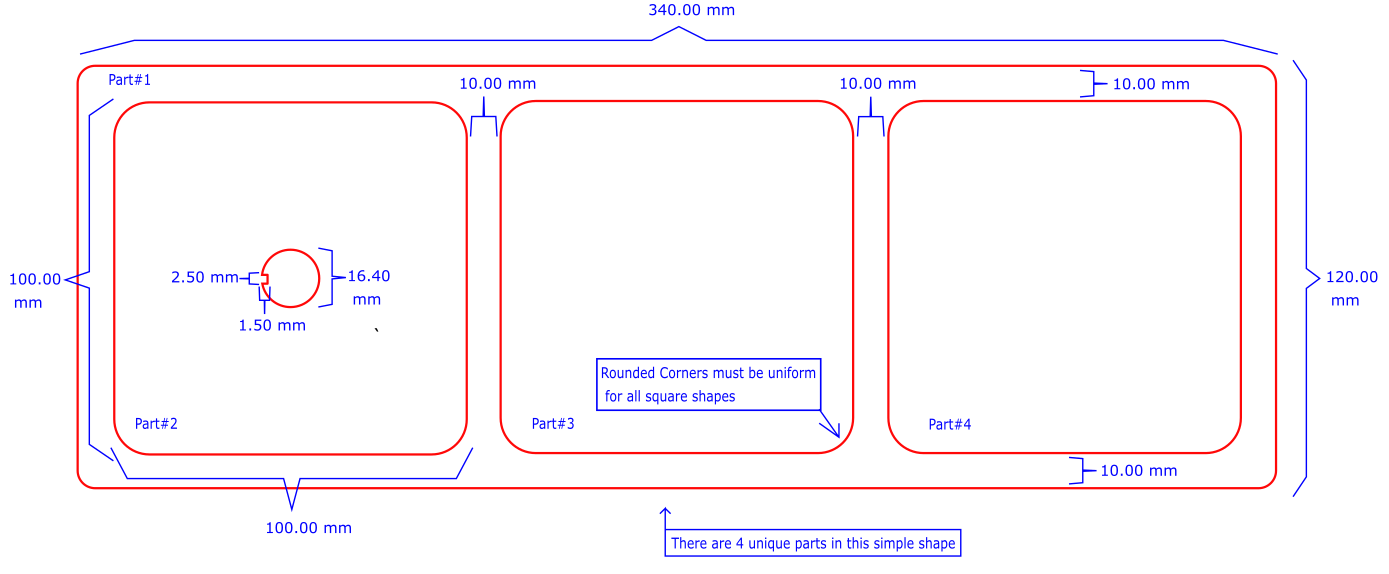 340.00 mm
Part#1
10.00 mm
10.00 mm
10.00 mm
100.00
mm
2.50 mm
16.40
mm
1.50 mm
120.00
mm
Rounded Corners must be uniform
for all square shapes
Part#2
Part#3
Part#4
10.00 mm
100.00 mm
There are 4 unique parts in this simple shape